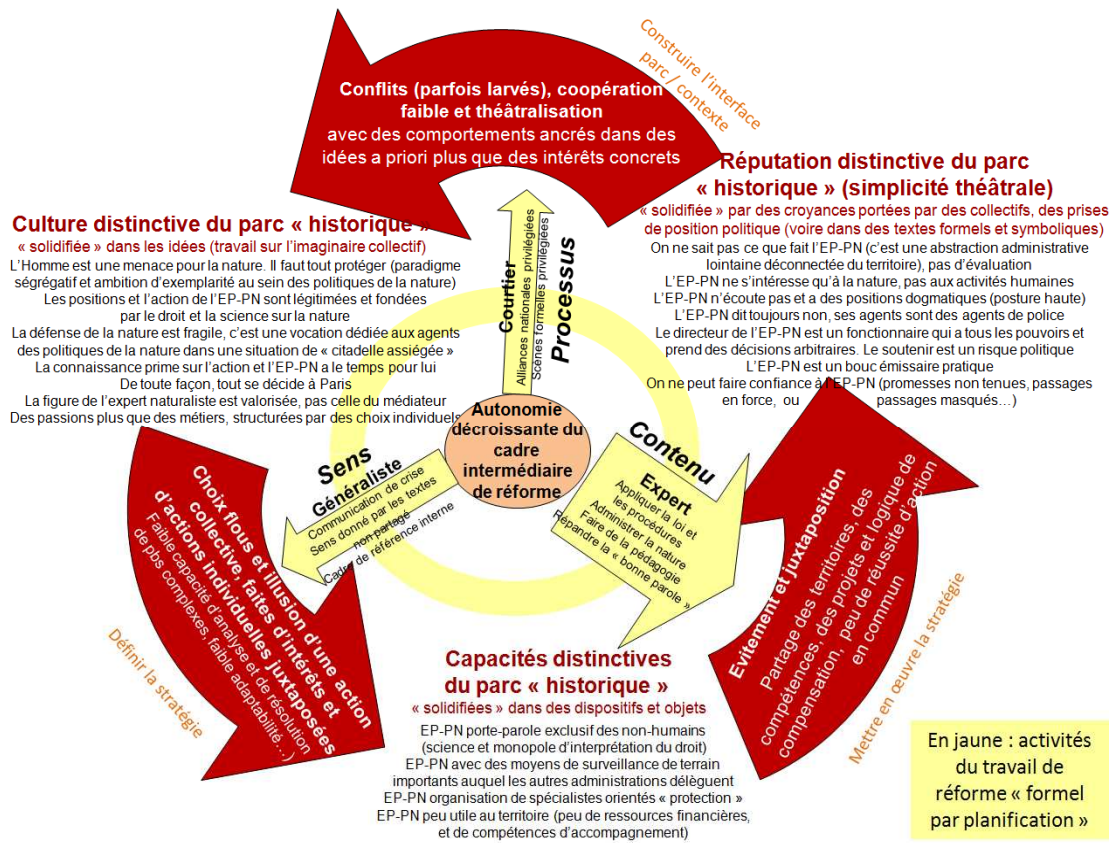 Construire l'interface
parc / contexte
Conflits (parfois larvés), coopération
faible et théâtralisation
avec des comportements ancrés dans des
idées a priori plus que des intérêts concrets
Culture distinctive du parc « historique »
« solidifiée » dans les idées (travail sur l'imaginaire collectif)
L'Homme est une menace pour la nature. Il faut tout protéger (paradigme
ségrégatif et ambition d'exemplarité au sein des politiques de la nature)
Les positions et l'action de l'EP-PN sont légitimées et fondées
par le droit et la science sur la nature
La défense de la nature est fragile, c'est une vocation dédiée aux agents
des politiques de la nature dans une situation de « citadelle assiégée »
La connaissance prime sur l'action et l'EP-PN a le temps pour lui
De toute façon, tout se décide à Paris
La figure de l'expert naturaliste est valorisée, pas celle du médiateur
Des passions plus que des métiers, structurées par des choix individuels
Réputation distinctive du parc
« historique » (simplicité théâtrale)
« solidifiée » par des croyances portées par des collectifs, des prises
de position politique (voire dans des textes formels et symboliques)
On ne sait pas ce que fait l'EP-PN (c'est une abstraction administrative
lointaine déconnectée du territoire), pas d'évaluation
L'EP-PN ne s'intéresse qu'à la nature, pas aux activités humaines
L'EP-PN n'écoute pas et a des positions dogmatiques (posture haute)
L'EP-PN dit toujours non, ses agents sont des agents de police
Le directeur de l'EP-PN est un fonctionnaire qui a tous les pouvoirs et
prend des décisions arbitraires. Le soutenir est un risque politique
L'EP-PN est un bouc émissaire pratique
On ne peut faire confiance à l'EP-PN (promesses non tenues, passages
en force, ou passages masqués…)
Courtier
Alliances nationales privilégiées
Scènes formelles privilégiées
Processus
Autonomie
décroissante du
cadre
intermédiaire
de réforme
Sens
Généraliste
Communication de crise
Sens donné par les textes
non partagé
Cadre de référence interne
Contenu
Expert
Appliquer la loi et
les procédures
Administrer la nature
Faire de la pédagogie
Répandre la « bonne parole »
Choix flous et illusion d'une action
collective, faites d'intérêts et
d'actions individuelles juxtaposées
Faible capacité d'analyse et de résolution
de pbs complexes, faible adaptabilité…)
Définir la stratégie
Evitement et juxtaposition
Partage des territoires, des
compétences, des projets et logique de
compensation, peu de réussite d'action
en commun
Mettre en œuvre la stratégie
Capacités distinctives
du parc « historique »
« solidifiées » dans des dispositifs et objets
EP-PN porte-parole exclusif des non-humains
(science et monopole d'interprétation du droit)
EP-PN avec des moyens de surveillance de terrain
importants auquel les autres administrations délèguent
EP-PN organisation de spécialistes orientés « protection »
EP-PN peu utile au territoire (peu de ressources financières,
et de compétences d'accompagnement)
En jaune : activités
du travail de
réforme « formel
par planification »